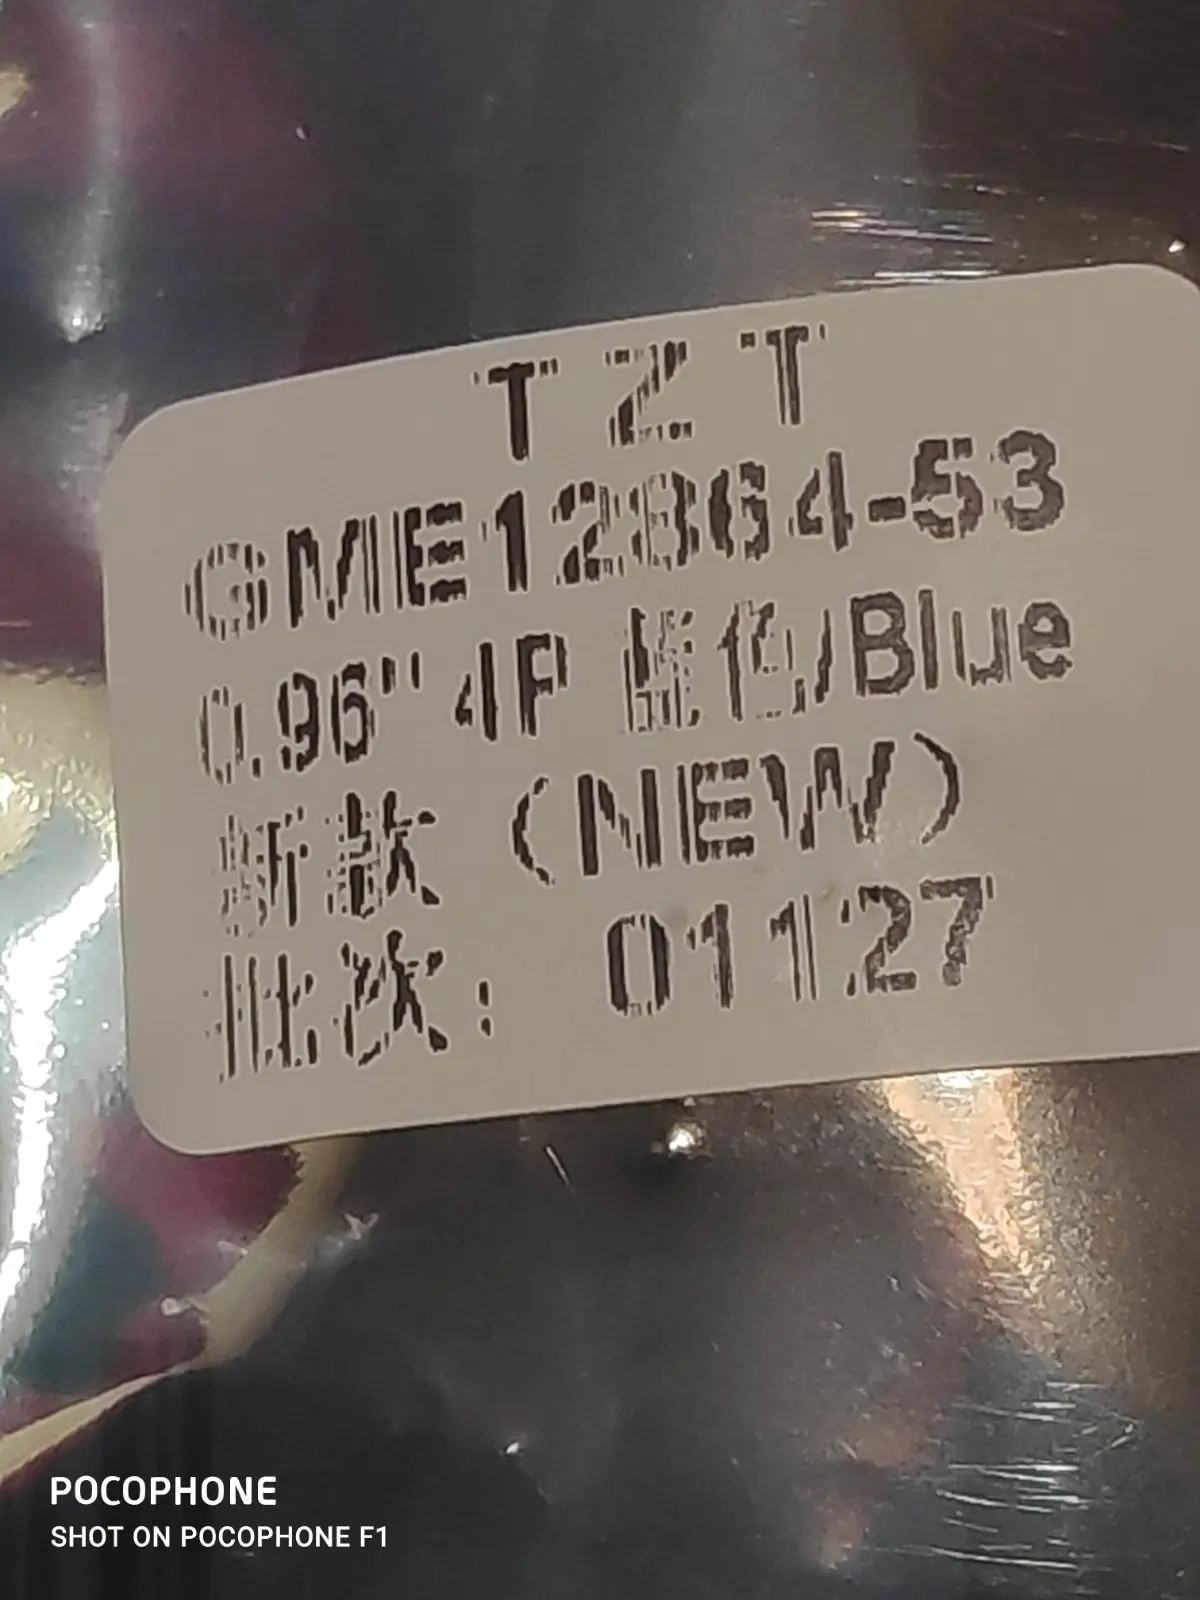 TZT
GME12864-53
0.96" 4P 蓝色/Blue
新款（NEW）
批次： 01127
POCOPHONE
SHOT ON POCOPHONE F1